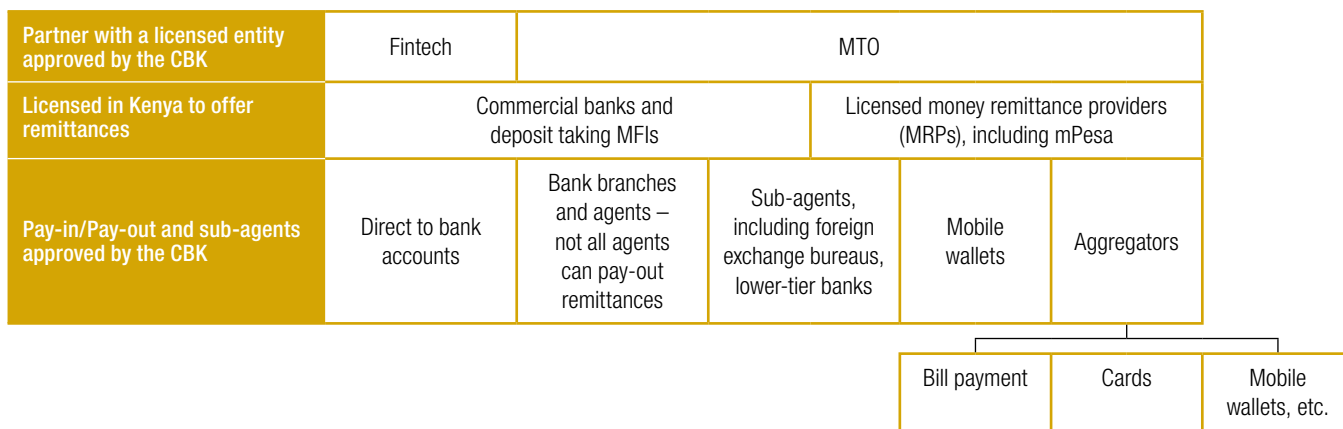 Partner with a licensed entity
approved by the CBK
Fintech
MTO
Licensed in Kenya to offer
remittances
Commercial banks and
deposit taking MFIs
Licensed money remittance providers
(MRPs), including mPesa
Pay-in/Pay-out and sub-agents
approved by the CBK
Direct to bank
accounts
Bank branches
and agents –
not all agents
can pay-out
remittances
Sub-agents,
including foreign
exchange bureaus,
lower-tier banks
Mobile
wallets
Aggregators
Bill payment
Cards
Mobile
wallets, etc.